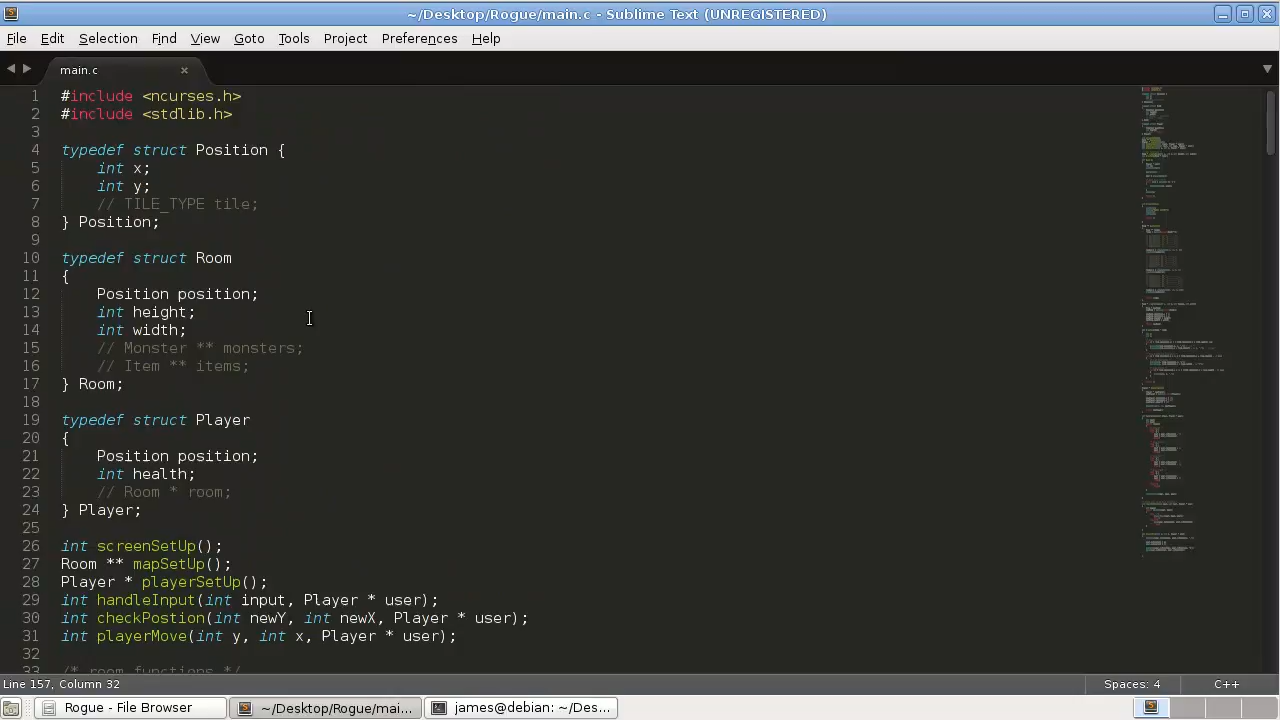 ~/Desktop/Rogue/main.c - Sublime Text (UNREGISTERED)
File Edit Selection Find View Goto Tools Project Preferences Help
main.c ×
1 #include <ncurses.h>
2 #include <stdlib.h>
3
4 typedef struct Position {
5 int x;
6 int y;
7 // TILE_TYPE tile;
8 } Position;
9
10 typedef struct Room
11 {
12 Position position;
13 int height;
14 int width;
15 // Monster ** monsters;
16 // Item ** items;
17 } Room;
18
19 typedef struct Player
20 {
21 Position position;
22 int health;
23 // Room * room;
24 } Player;
25
26 int screenSetUp();
27 Room ** mapSetUp();
28 Player * playerSetUp();
29 int handleInput(int input, Player * user);
30 int checkPostion(int newY, int newX, Player * user);
31 int playerMove(int y, int x, Player * user);
32
33 /* room functions */
Line 157, Column 32 Spaces: 4 C++
Rogue - File Browser ~/Desktop/Rogue/mai... james@debian: ~/Des...